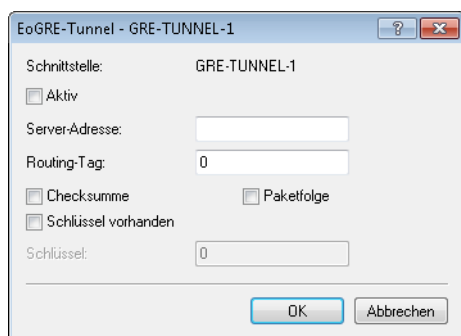 EoGRE-Tunnel - GRE-TUNNEL-1
Schnittstelle: GRE-TUNNEL-1
Aktiv
Server-Adresse:
Routing-Tag: 0
Checksumme Paketfolge
Schlüssel vorhanden
Schlüssel: 0
OK Abbrechen